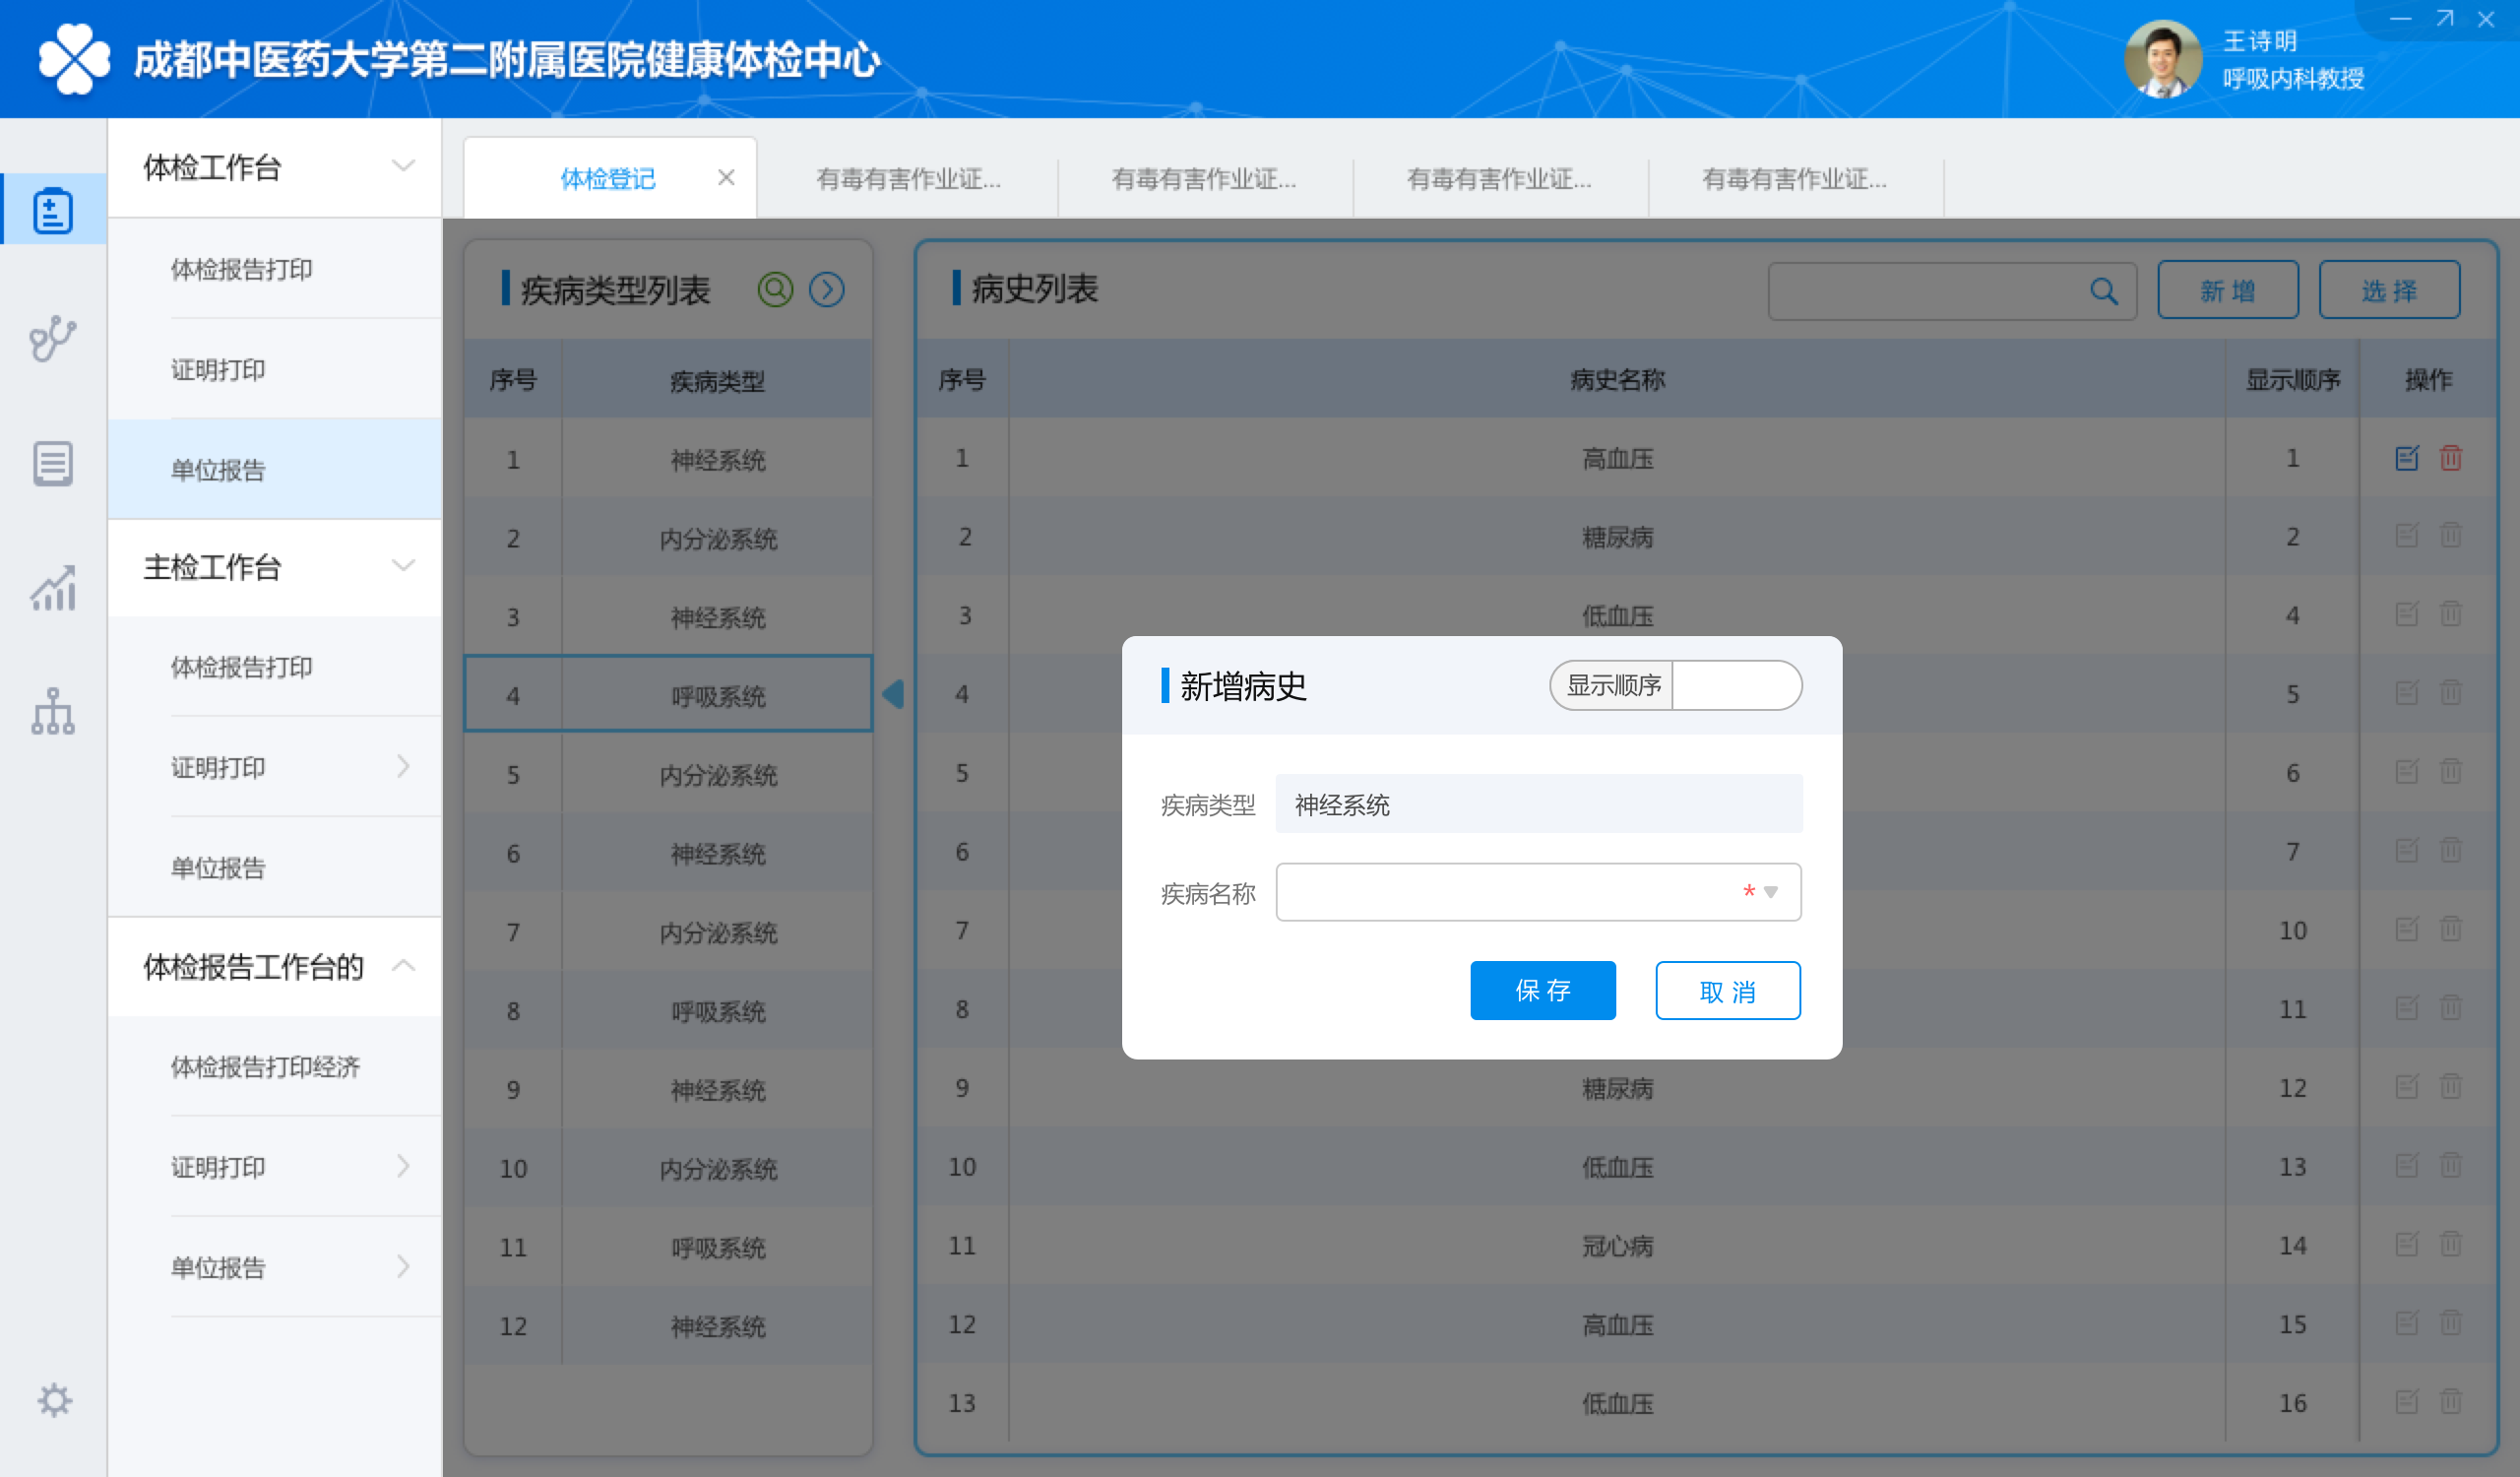 成都中医药大学第二附属医院健康体检中心
王诗明
呼吸内科教授
体检工作台
体检报告打印
证明打印
单位报告
主检工作台
体检报告打印
证明打印
单位报告
体检报告工作台的
体检报告打印经济
证明打印
单位报告
体检登记
有毒有害作业证...
有毒有害作业证...
有毒有害作业证...
有毒有害作业证...
疾病类型列表
序号 疾病类型
1 神经系统
2 内分泌系统
3 神经系统
4 呼吸系统
5 内分泌系统
6 神经系统
7 内分泌系统
8 呼吸系统
9 神经系统
10 内分泌系统
11 呼吸系统
12 神经系统
病史列表
新 增
选 择
序号 病史名称 显示顺序 操作
1 高血压 1
2 糖尿病 2
3 低血压 4
4 5
5 6
6 7
7 10
8 11
9 糖尿病 12
10 低血压 13
11 冠心病 14
12 高血压 15
13 低血压 16
新增病史
显示顺序
疾病类型 神经系统
疾病名称 *
保 存
取 消